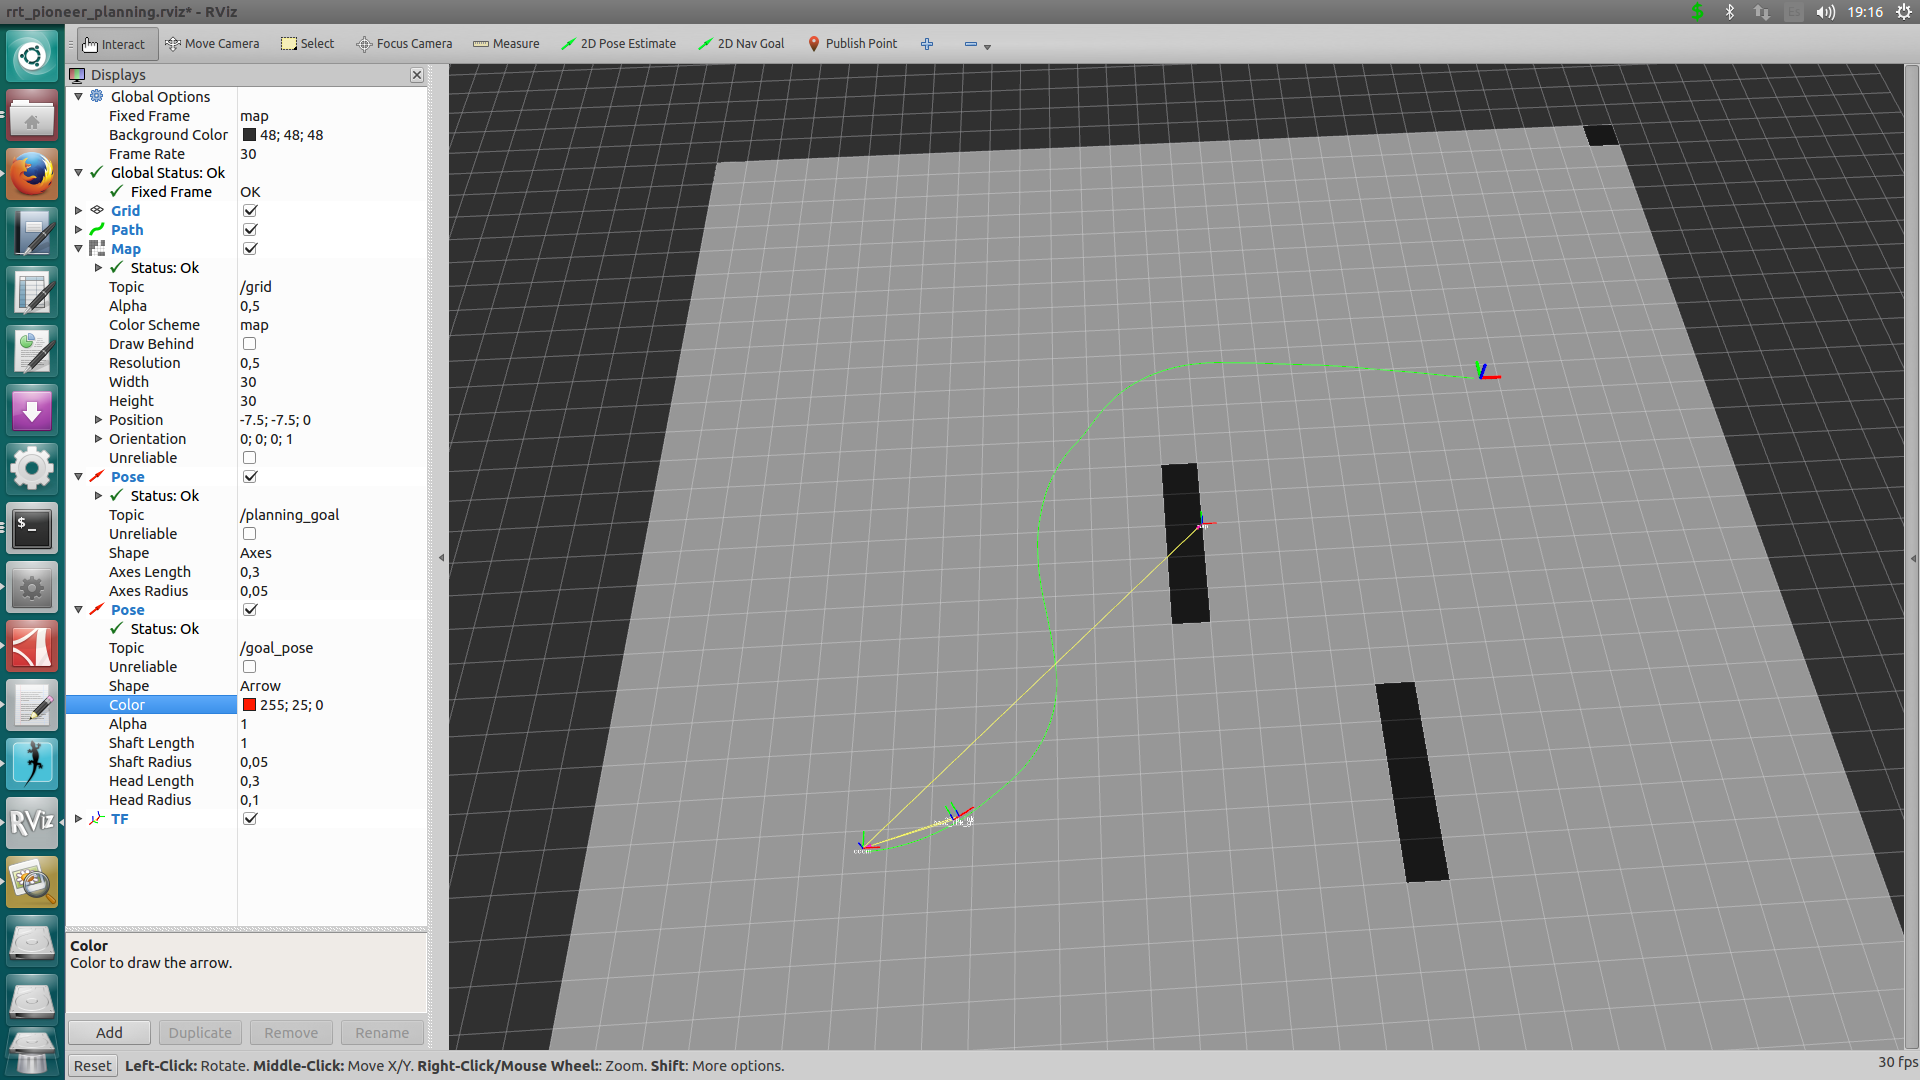 rrt_pioneer_planning.rviz* - RViz
Es
19:16
Interact
Move Camera
Select
Focus Camera
Measure
2D Pose Estimate
2D Nav Goal
Publish Point
Displays
Global Options
Fixed Frame map
Background Color 48; 48; 48
Frame Rate 30
Global Status: Ok
Fixed Frame OK
Grid
Path
Map
Status: Ok
Topic /grid
Alpha 0,5
Color Scheme map
Draw Behind
Resolution 0,5
Width 30
Height 30
Position -7.5; -7.5; 0
Orientation 0; 0; 0; 1
Unreliable
Pose
Status: Ok
Topic /planning_goal
Unreliable
Shape Axes
Axes Length 0,3
Axes Radius 0,05
Pose
Status: Ok
Topic /goal_pose
Unreliable
Shape Arrow
Color 255; 25; 0
Alpha 1
Shaft Length 1
Shaft Radius 0,05
Head Length 0,3
Head Radius 0,1
TF
map
odom
RViz
Color
Color to draw the arrow.
Add
Duplicate
Remove
Rename
Reset
Left-Click: Rotate. Middle-Click: Move X/Y. Right-Click/Mouse Wheel:: Zoom. Shift: More options.
30 fps